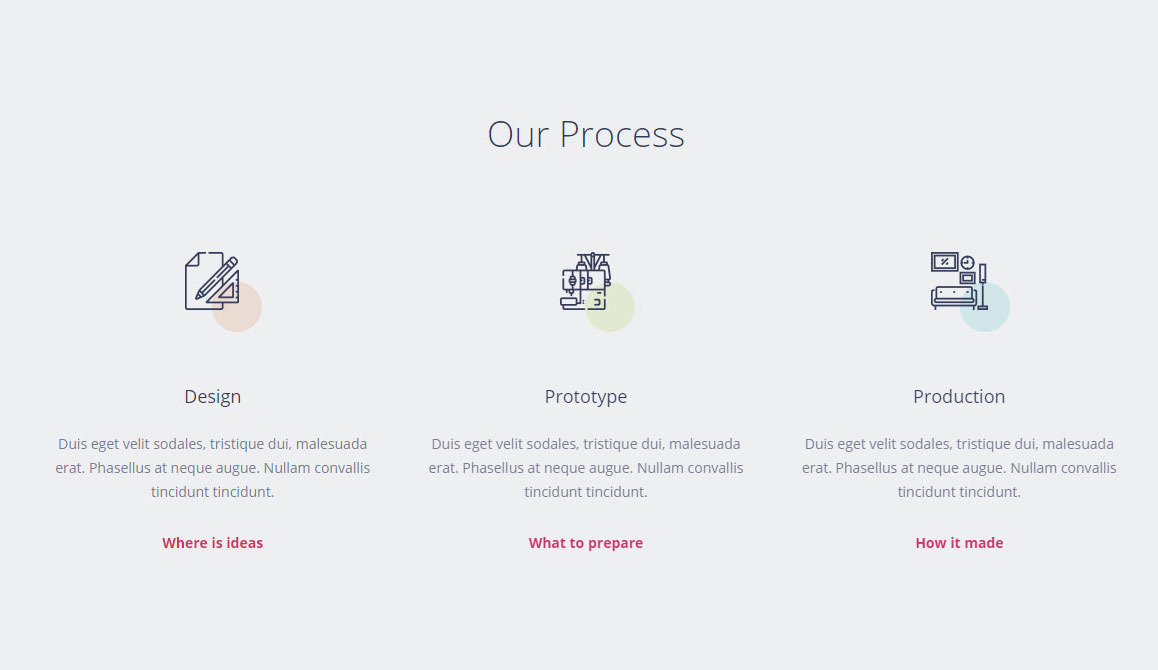 Our Process
Design
Duis eget velit sodales, tristique dui, malesuada
erat. Phasellus at neque augue. Nullam convallis
tincidunt tincidunt.
Where is ideas
Prototype
Duis eget velit sodales, tristique dui, malesuada
erat. Phasellus at neque augue. Nullam convallis
tincidunt tincidunt.
What to prepare
Production
Duis eget velit sodales, tristique dui, malesuada
erat. Phasellus at neque augue. Nullam convallis
tincidunt tincidunt.
How it made